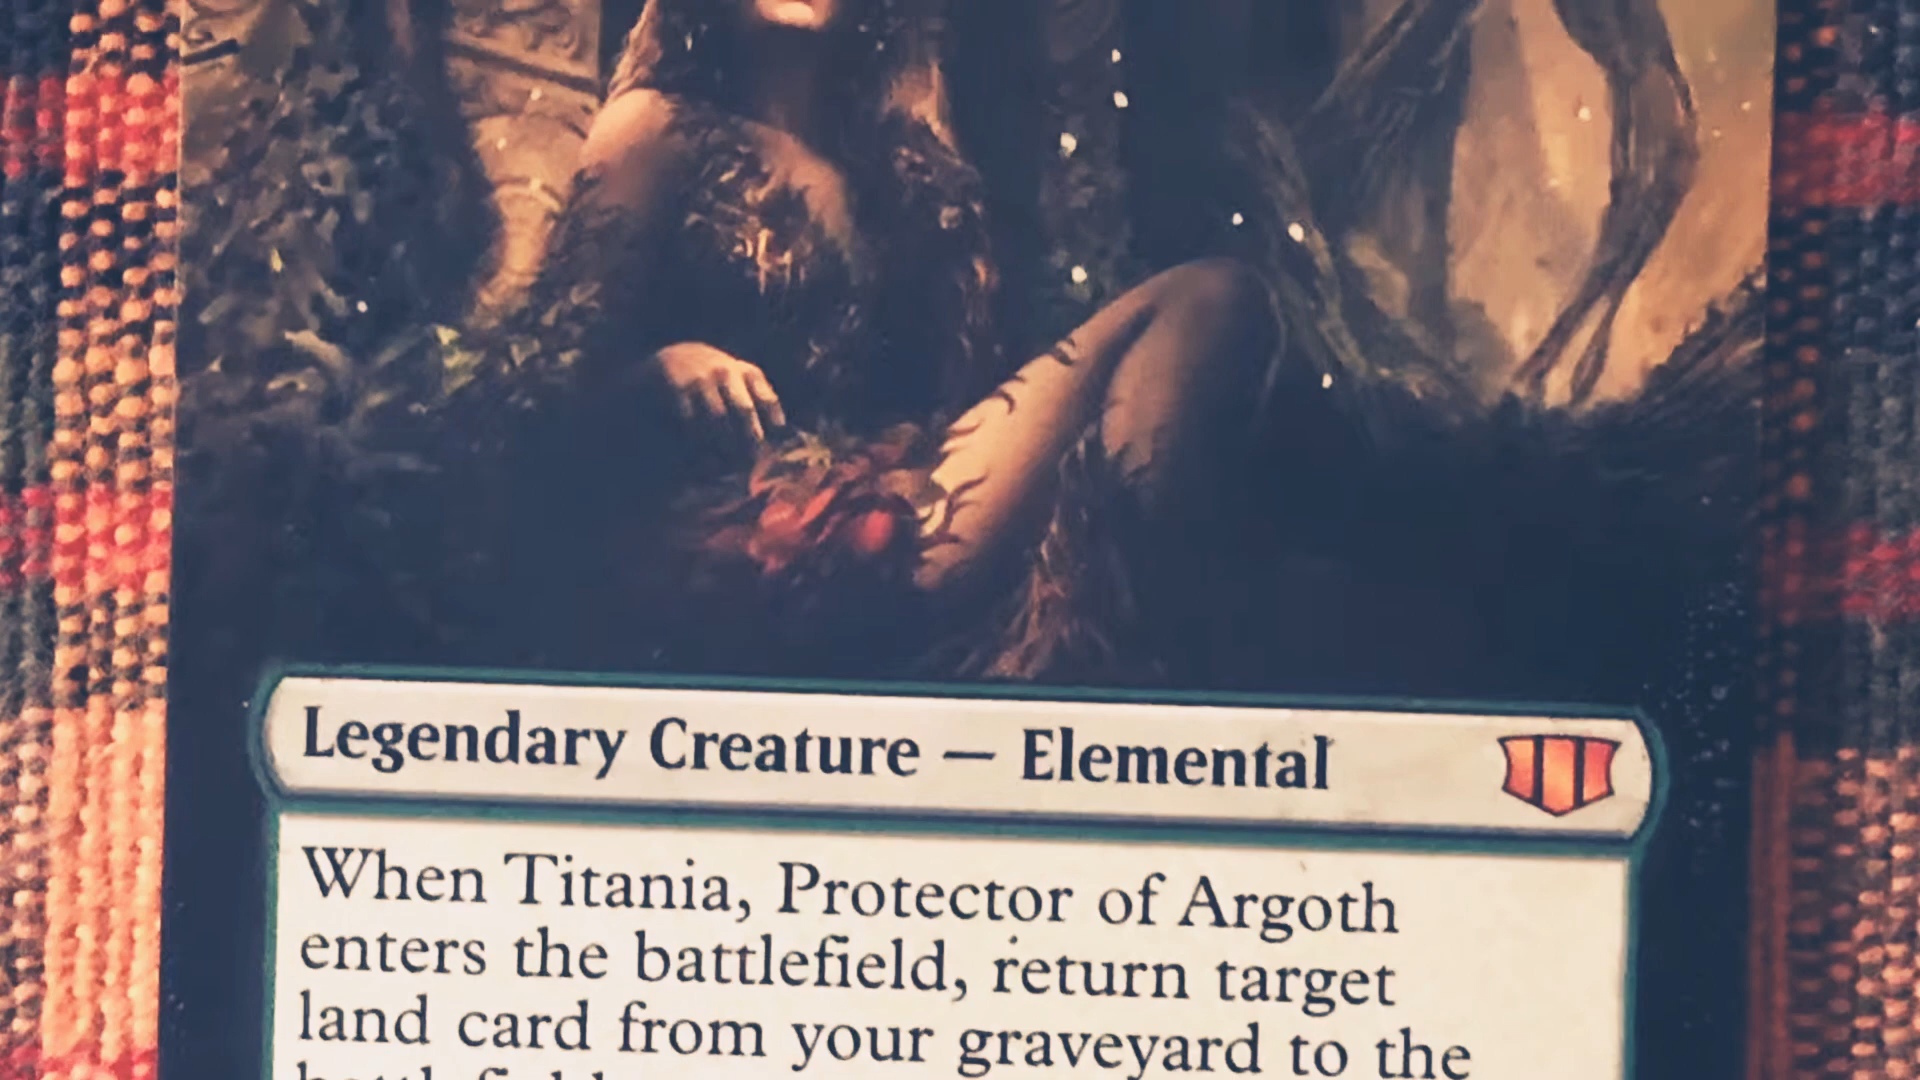 Legendary Creature — Elemental
When Titania, Protector of Argoth
enters the battlefield, return target
land card from your graveyard to the